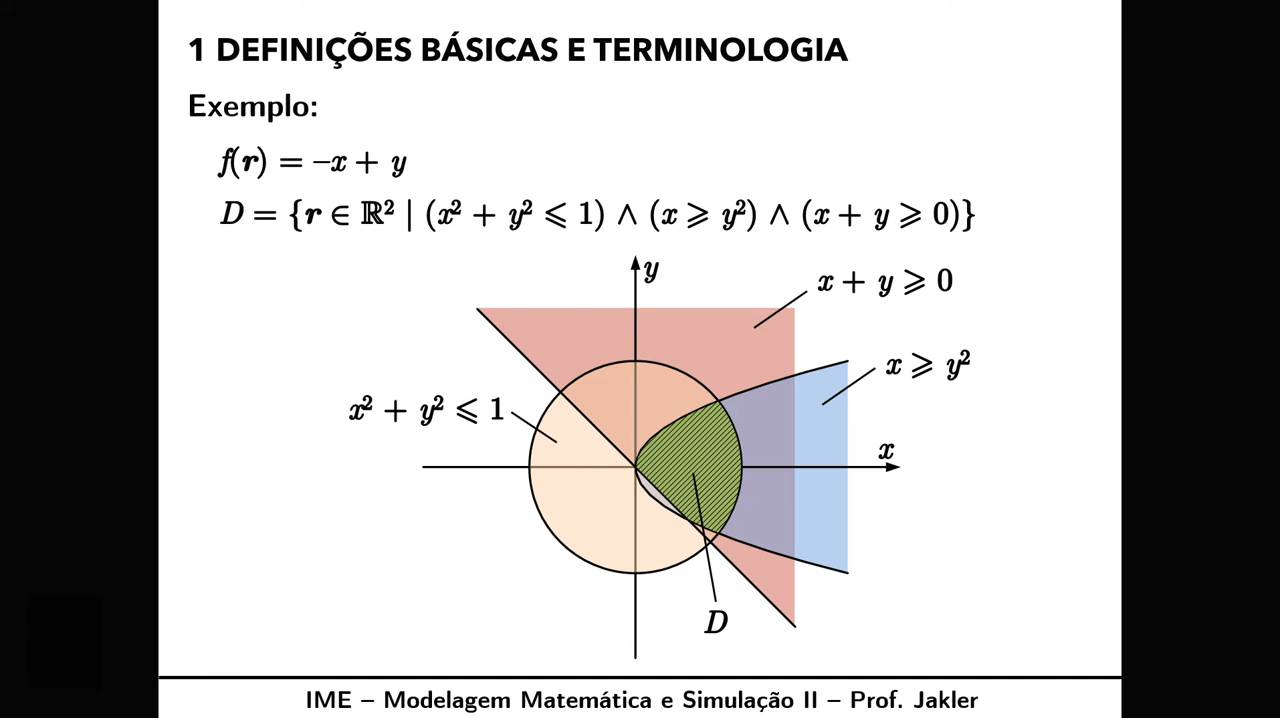 1 DEFINIÇÕES BÁSICAS E TERMINOLOGIA
Exemplo:
f(r) = −x + y
D = {r ∈ ℝ² | (x² + y² ⩽ 1) ∧ (x ⩾ y²) ∧ (x + y ⩾ 0)}
y
x + y ⩾ 0
x ⩾ y²
x² + y² ⩽ 1
x
D
IME – Modelagem Matemática e Simulação II – Prof. Jakler